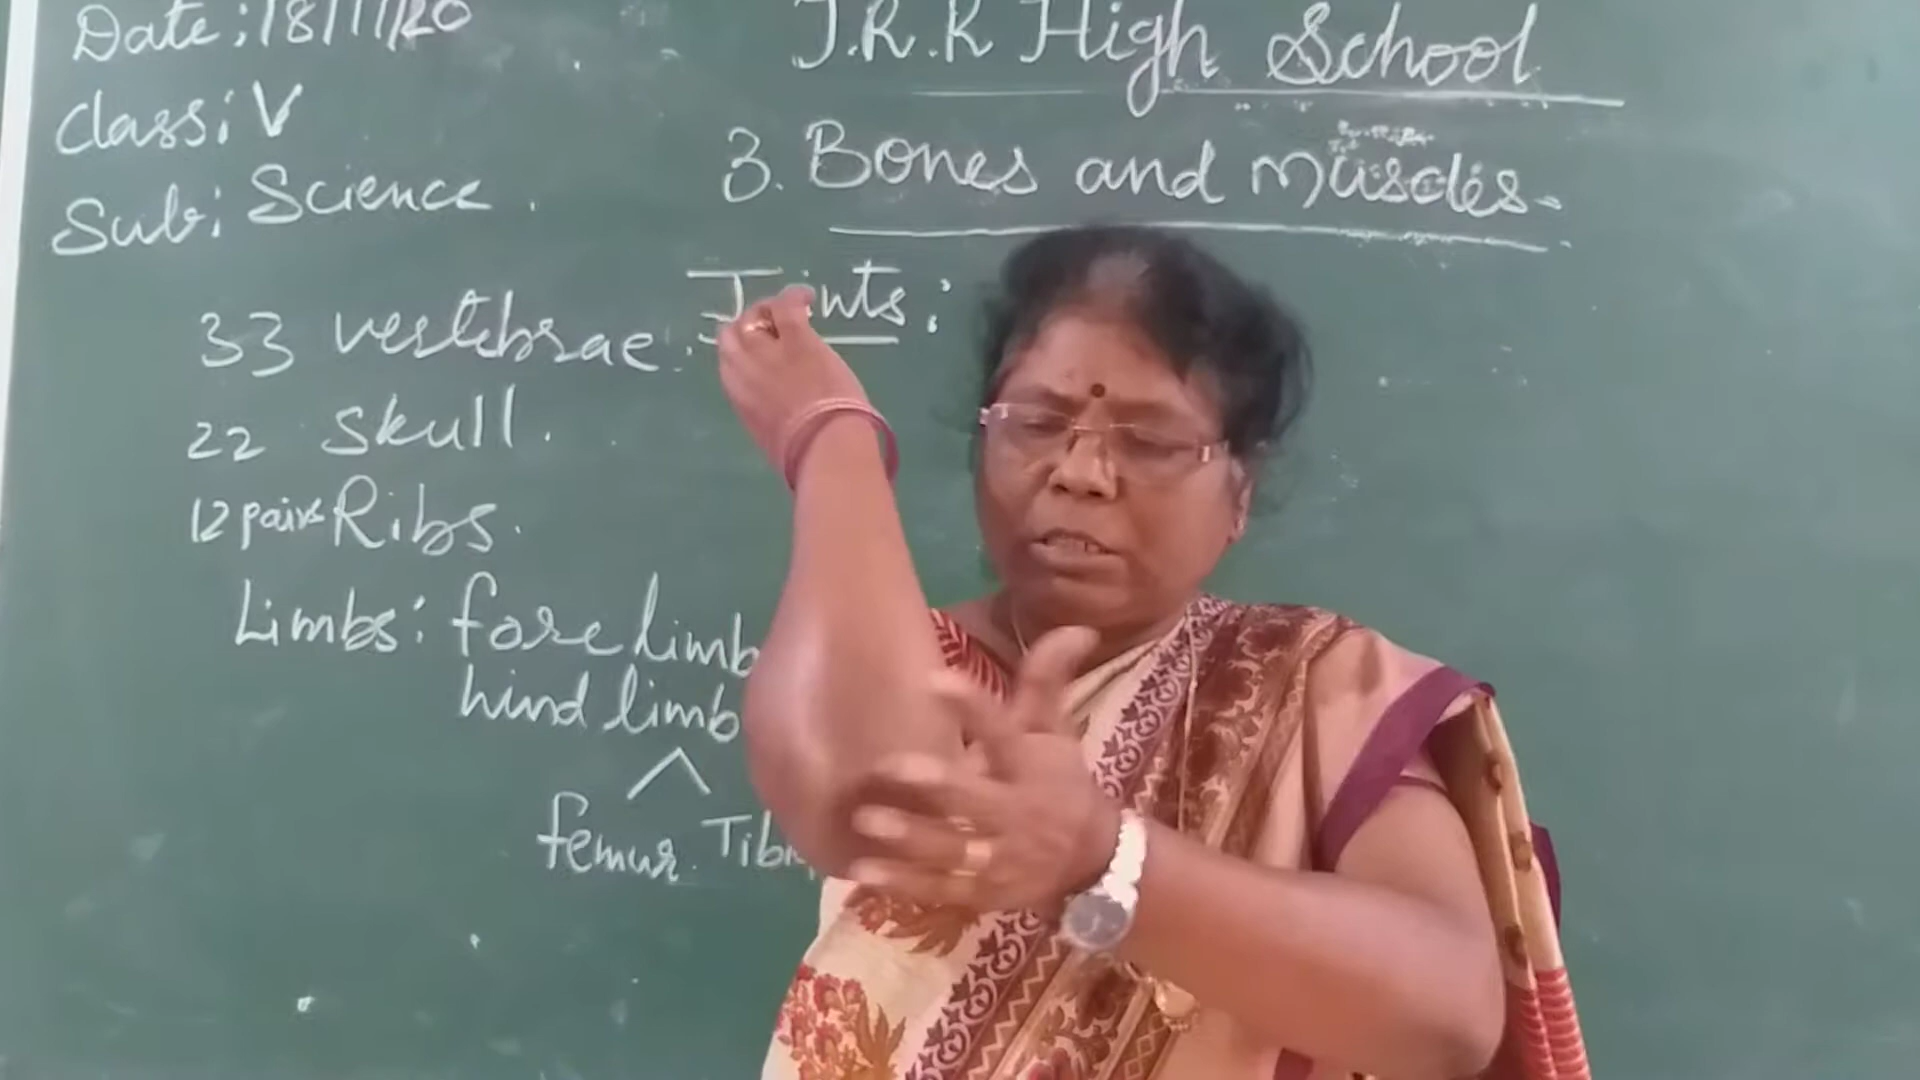 Date: 18/11/20
Class: V
Sub: Science.
J.R.R High School
3. Bones and Muscles.
Joints:
33 vertebrae.
22 skull.
12 pairs Ribs.
Limbs: fore limb
hind limb
femur. Tibi